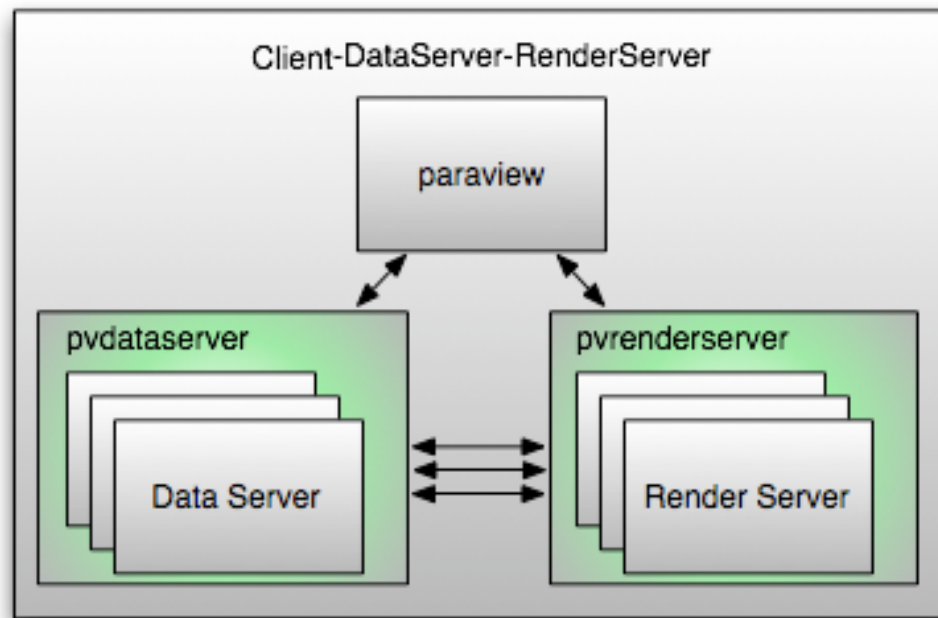 Client-DataServer-RenderServer
paraview
pvdataserver
Data Server
pvrenderserver
Render Server